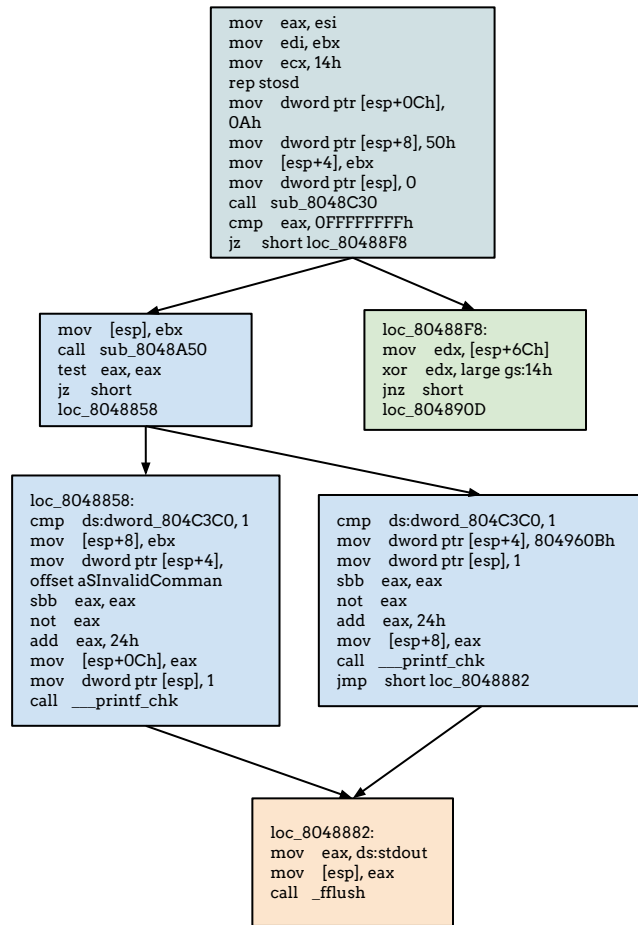 mov eax, esi
mov edi, ebx
mov ecx, 14h
rep stosd
mov dword ptr [esp+0Ch],
0Ah
mov dword ptr [esp+8], 50h
mov [esp+4], ebx
mov dword ptr [esp], 0
call sub_8048C30
cmp eax, 0FFFFFFFFh
jz short loc_80488F8
mov [esp], ebx
call sub_8048A50
test eax, eax
jz short
loc_8048858
loc_80488F8:
mov edx, [esp+6Ch]
xor edx, large gs:14h
jnz short
loc_804890D
loc_8048858:
cmp ds:dword_804C3C0, 1
mov [esp+8], ebx
mov dword ptr [esp+4],
offset aSInvalidComman
sbb eax, eax
not eax
add eax, 24h
mov [esp+0Ch], eax
mov dword ptr [esp], 1
call ___printf_chk
cmp ds:dword_804C3C0, 1
mov dword ptr [esp+4], 804960Bh
mov dword ptr [esp], 1
sbb eax, eax
not eax
add eax, 24h
mov [esp+8], eax
call ___printf_chk
jmp short loc_8048882
loc_8048882:
mov eax, ds:stdout
mov [esp], eax
call _fflush